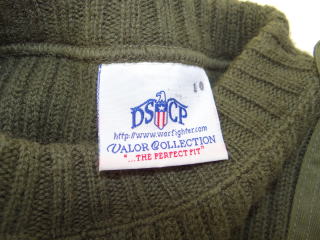 10
DSCP
http://www.warfighter.com
VALOR COLLECTION
"...THE PERFECT FIT"